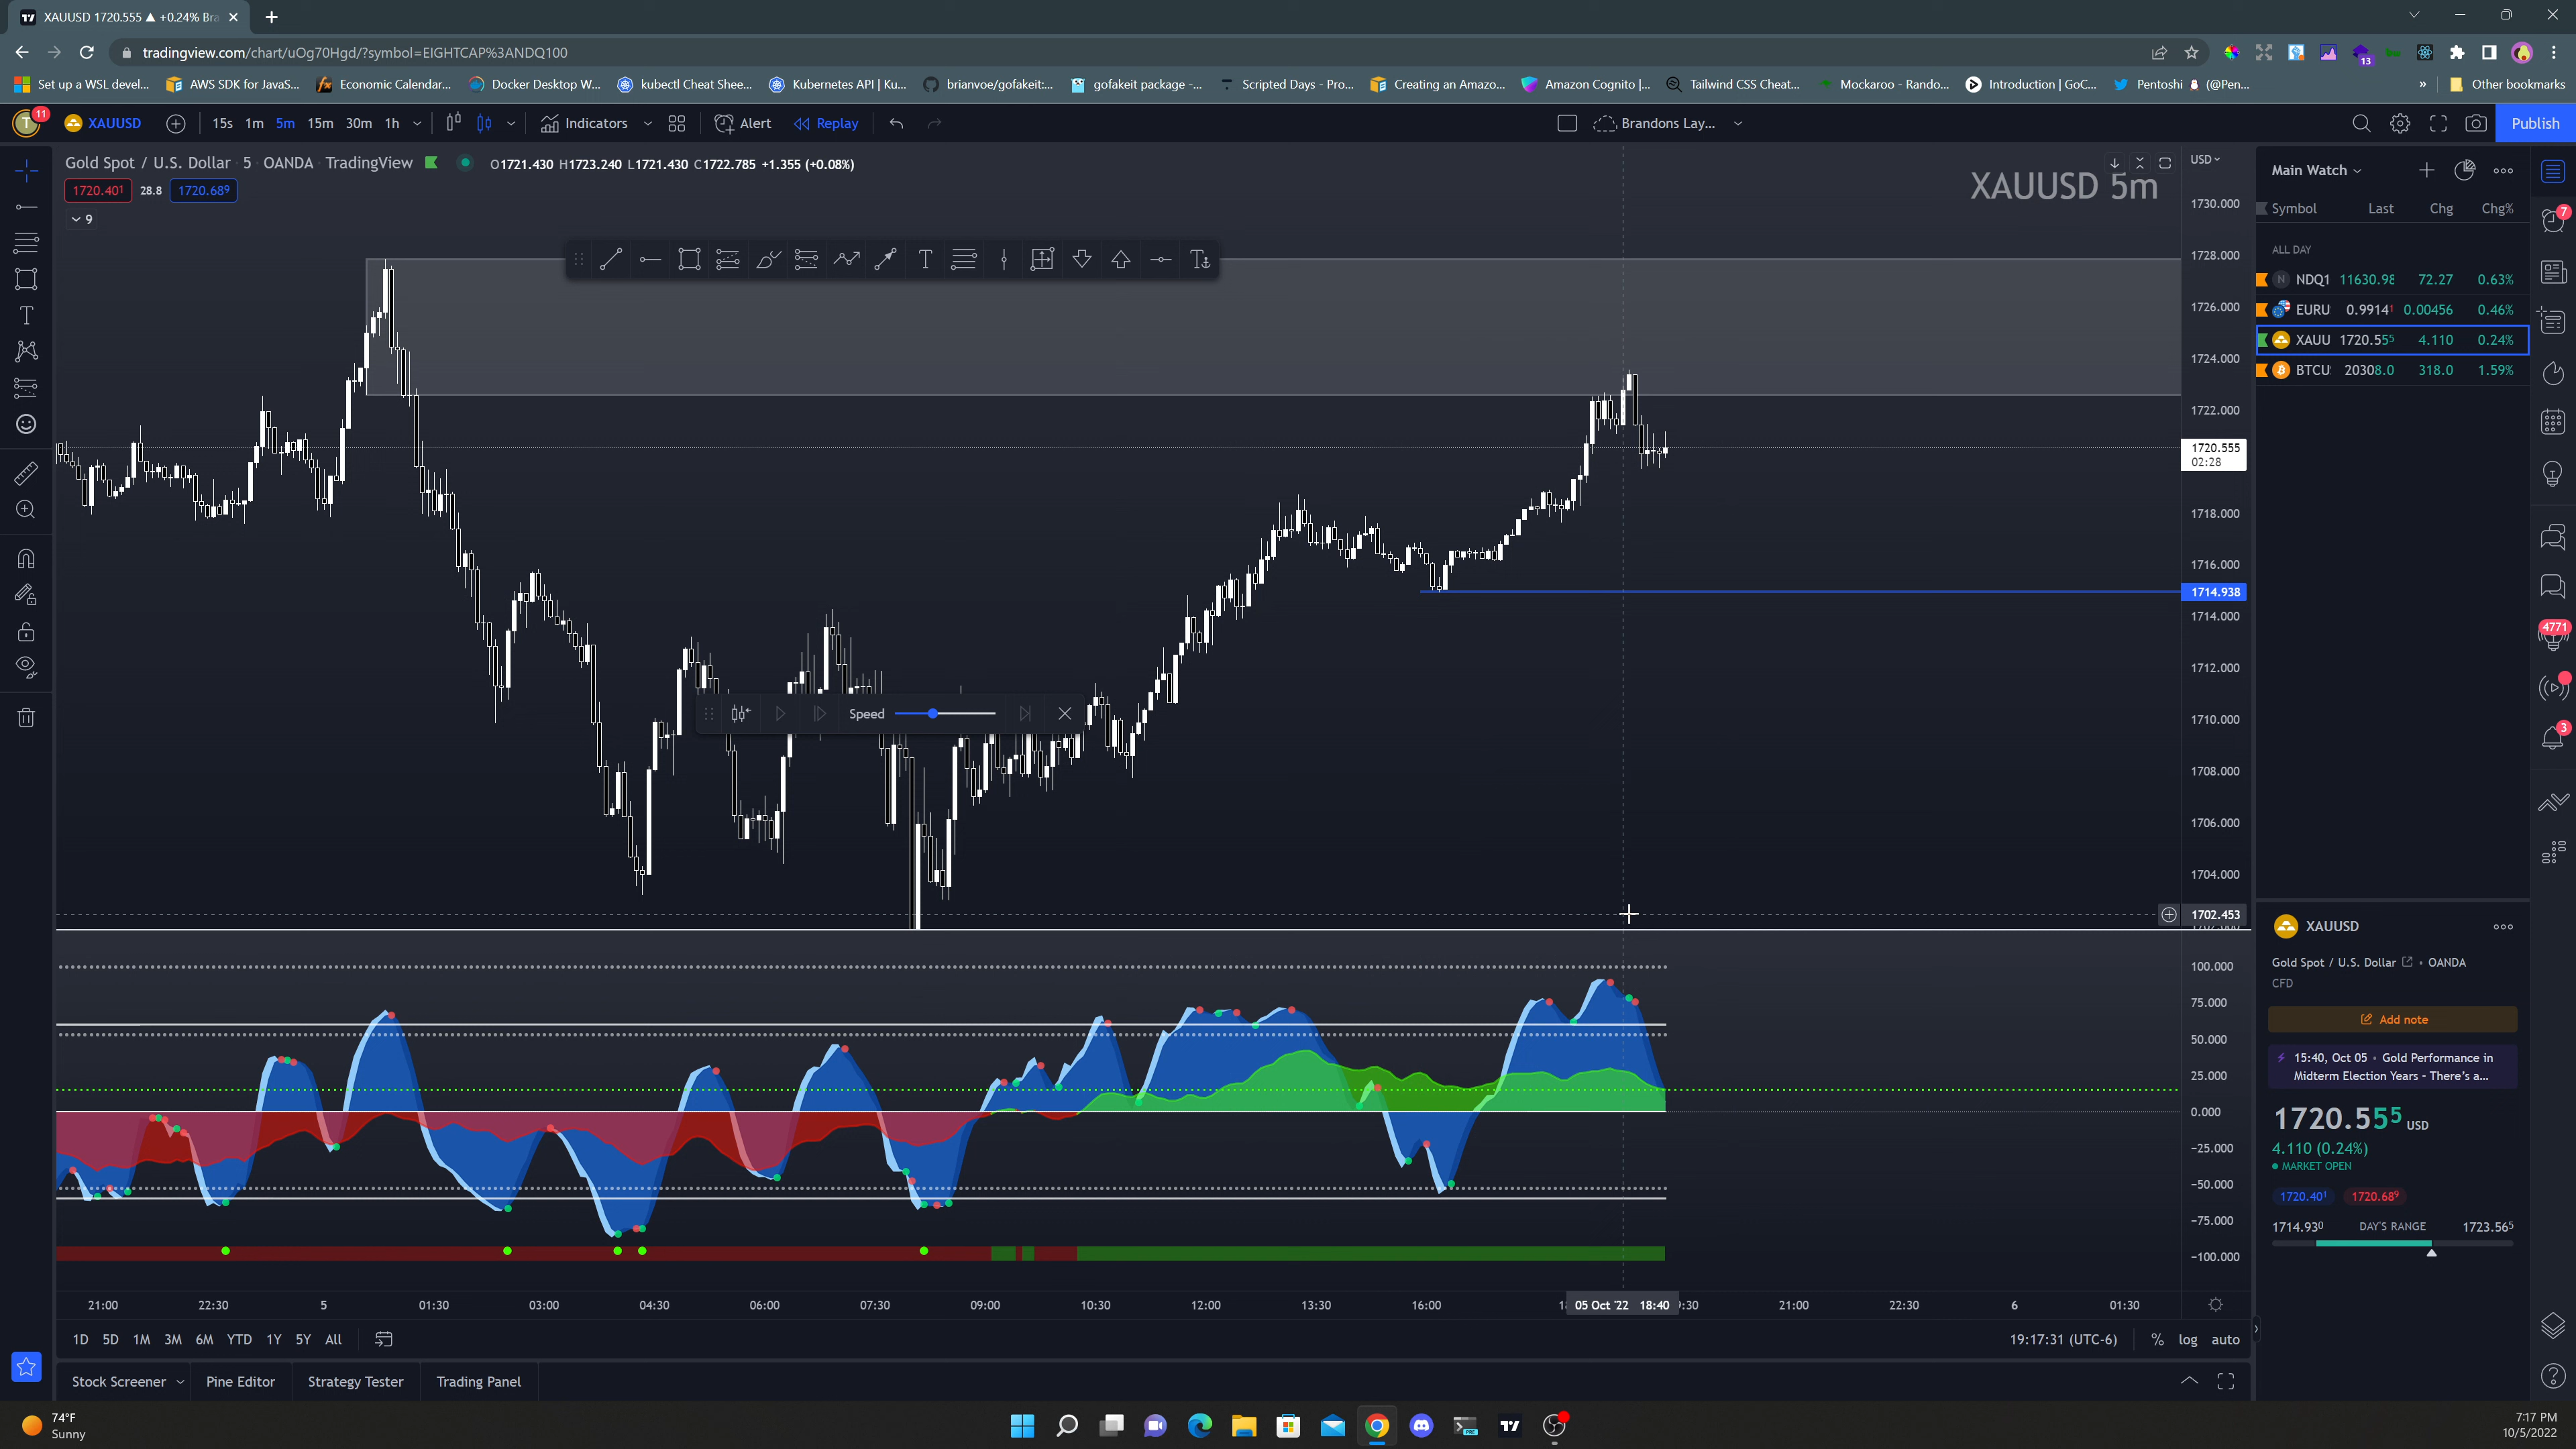 XAUUSD 1720.555 ▲ +0.24% Bra
tradingview.com/chart/uOg70Hgd/?symbol=EIGHTCAP%3ANDQ100
13
Set up a WSL devel...
AWS SDK for JavaS...
Economic Calendar...
Docker Desktop W...
kubectl Cheat Shee...
Kubernetes API | Ku...
brianvoe/gofakeit:...
gofakeit package -...
Scripted Days - Pro...
Creating an Amazo...
Amazon Cognito |...
Tailwind CSS Cheat...
Mockaroo - Rando...
Introduction | GoC...
Pentoshi 🐧 (@Pen...
»
Other bookmarks
T
11
XAUUSD
15s 1m 5m 15m 30m 1h
Indicators
Alert
Replay
Brandons Lay...
Publish
Gold Spot / U.S. Dollar · 5 · OANDA · TradingView
O1721.430 H1723.240 L1721.430 C1722.785 +1.355 (+0.08%)
1720.401 28.8 1720.689
9
XAUUSD 5m
USD
1730.000
1728.000
1726.000
1724.000
1722.000
1720.555
02:28
1718.000
1716.000
1714.938
1714.000
1712.000
1710.000
1708.000
1706.000
1704.000
1702.453
Speed
100.000
75.000
50.000
25.000
0.000
−25.000
−50.000
−75.000
−100.000
21:00 22:30 5 01:30 03:00 04:30 06:00 07:30 09:00 10:30 12:00 13:30 16:00 05 Oct '22 18:40 :30 21:00 22:30 6 01:30
1D 5D 1M 3M 6M YTD 1Y 5Y All
19:17:31 (UTC-6) % log auto
Stock Screener
Pine Editor
Strategy Tester
Trading Panel
Main Watch
Symbol Last Chg Chg%
ALL DAY
NDQ1 11630.98 72.27 0.63%
EURU 0.9914 0.00456 0.46%
XAUU 1720.555 4.110 0.24%
BTCU 20308.0 318.0 1.59%
XAUUSD
Gold Spot / U.S. Dollar • OANDA
CFD
Add note
15:40, Oct 05 • Gold Performance in
Midterm Election Years - There's a...
1720.555 USD
4.110 (0.24%)
MARKET OPEN
1720.401 1720.689
1714.930 DAY'S RANGE 1723.565
7
4771
3
74°F
Sunny
7:17 PM
10/5/2022